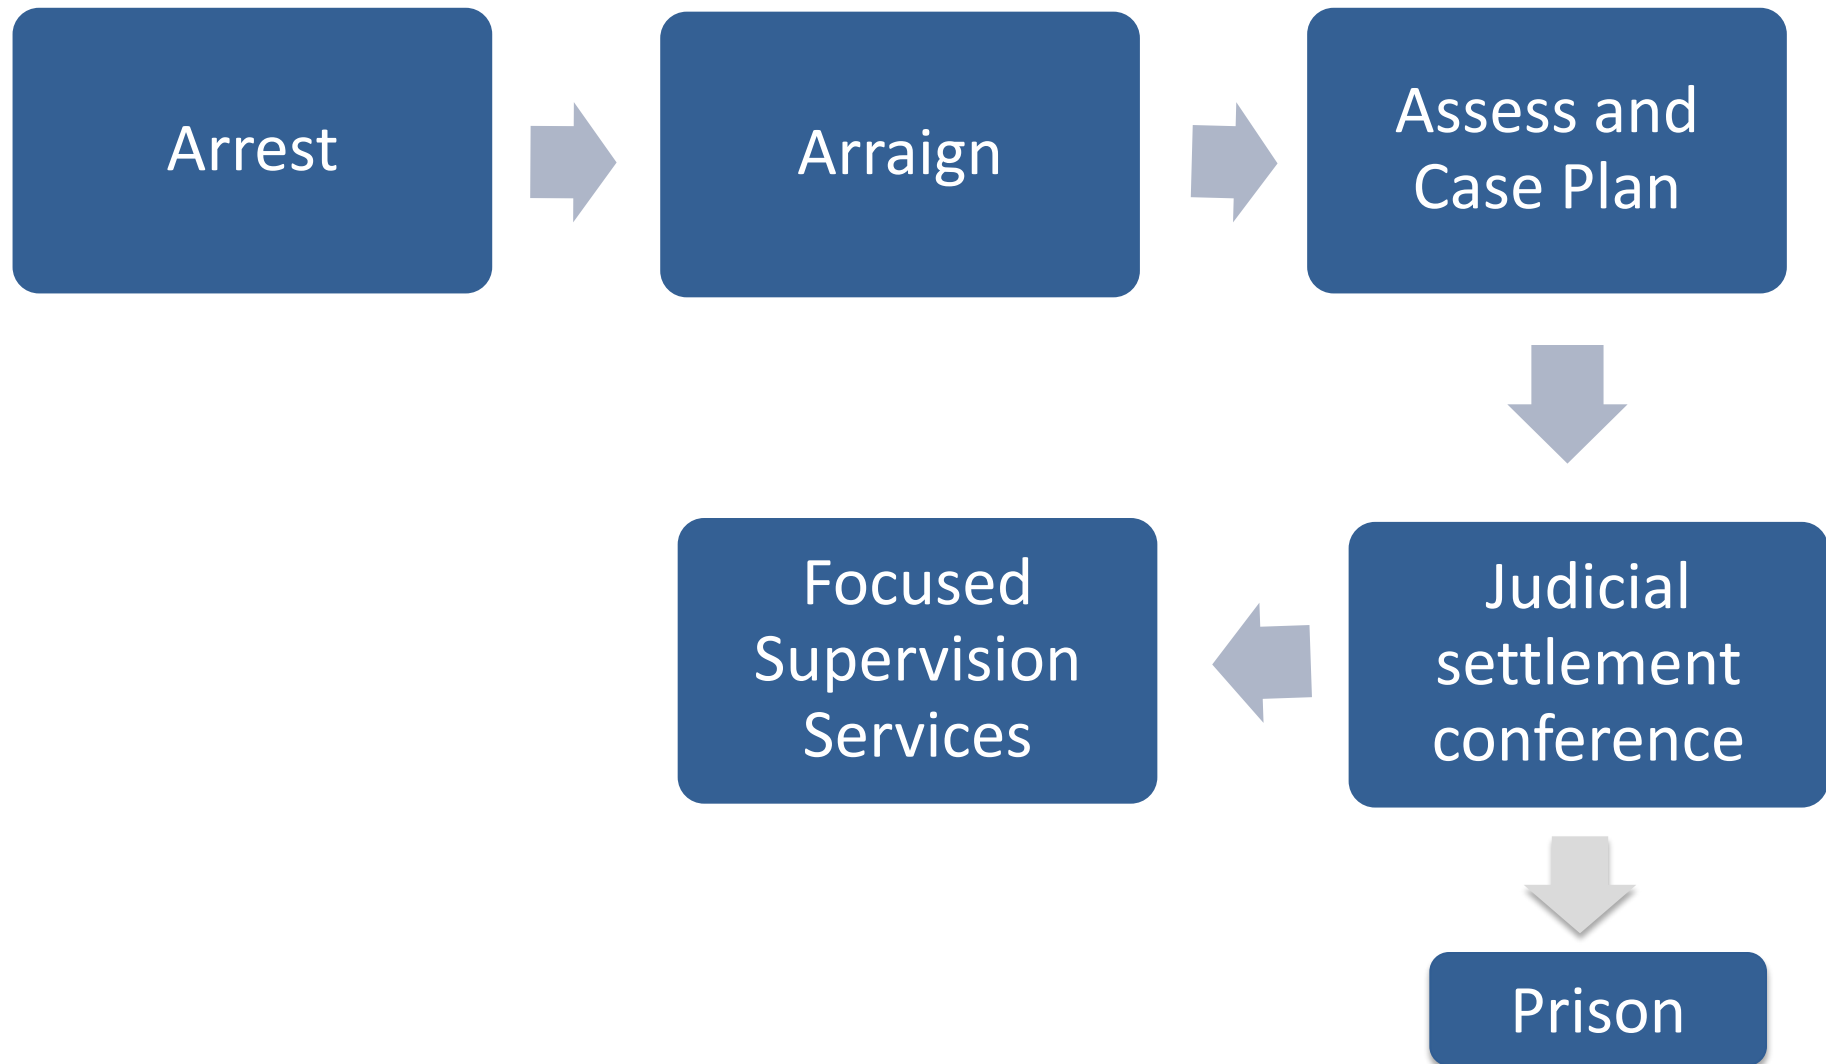 Arrest
Arraign
Assess and
Case Plan
Judicial
settlement
conference
Focused
Supervision
Services
Prison